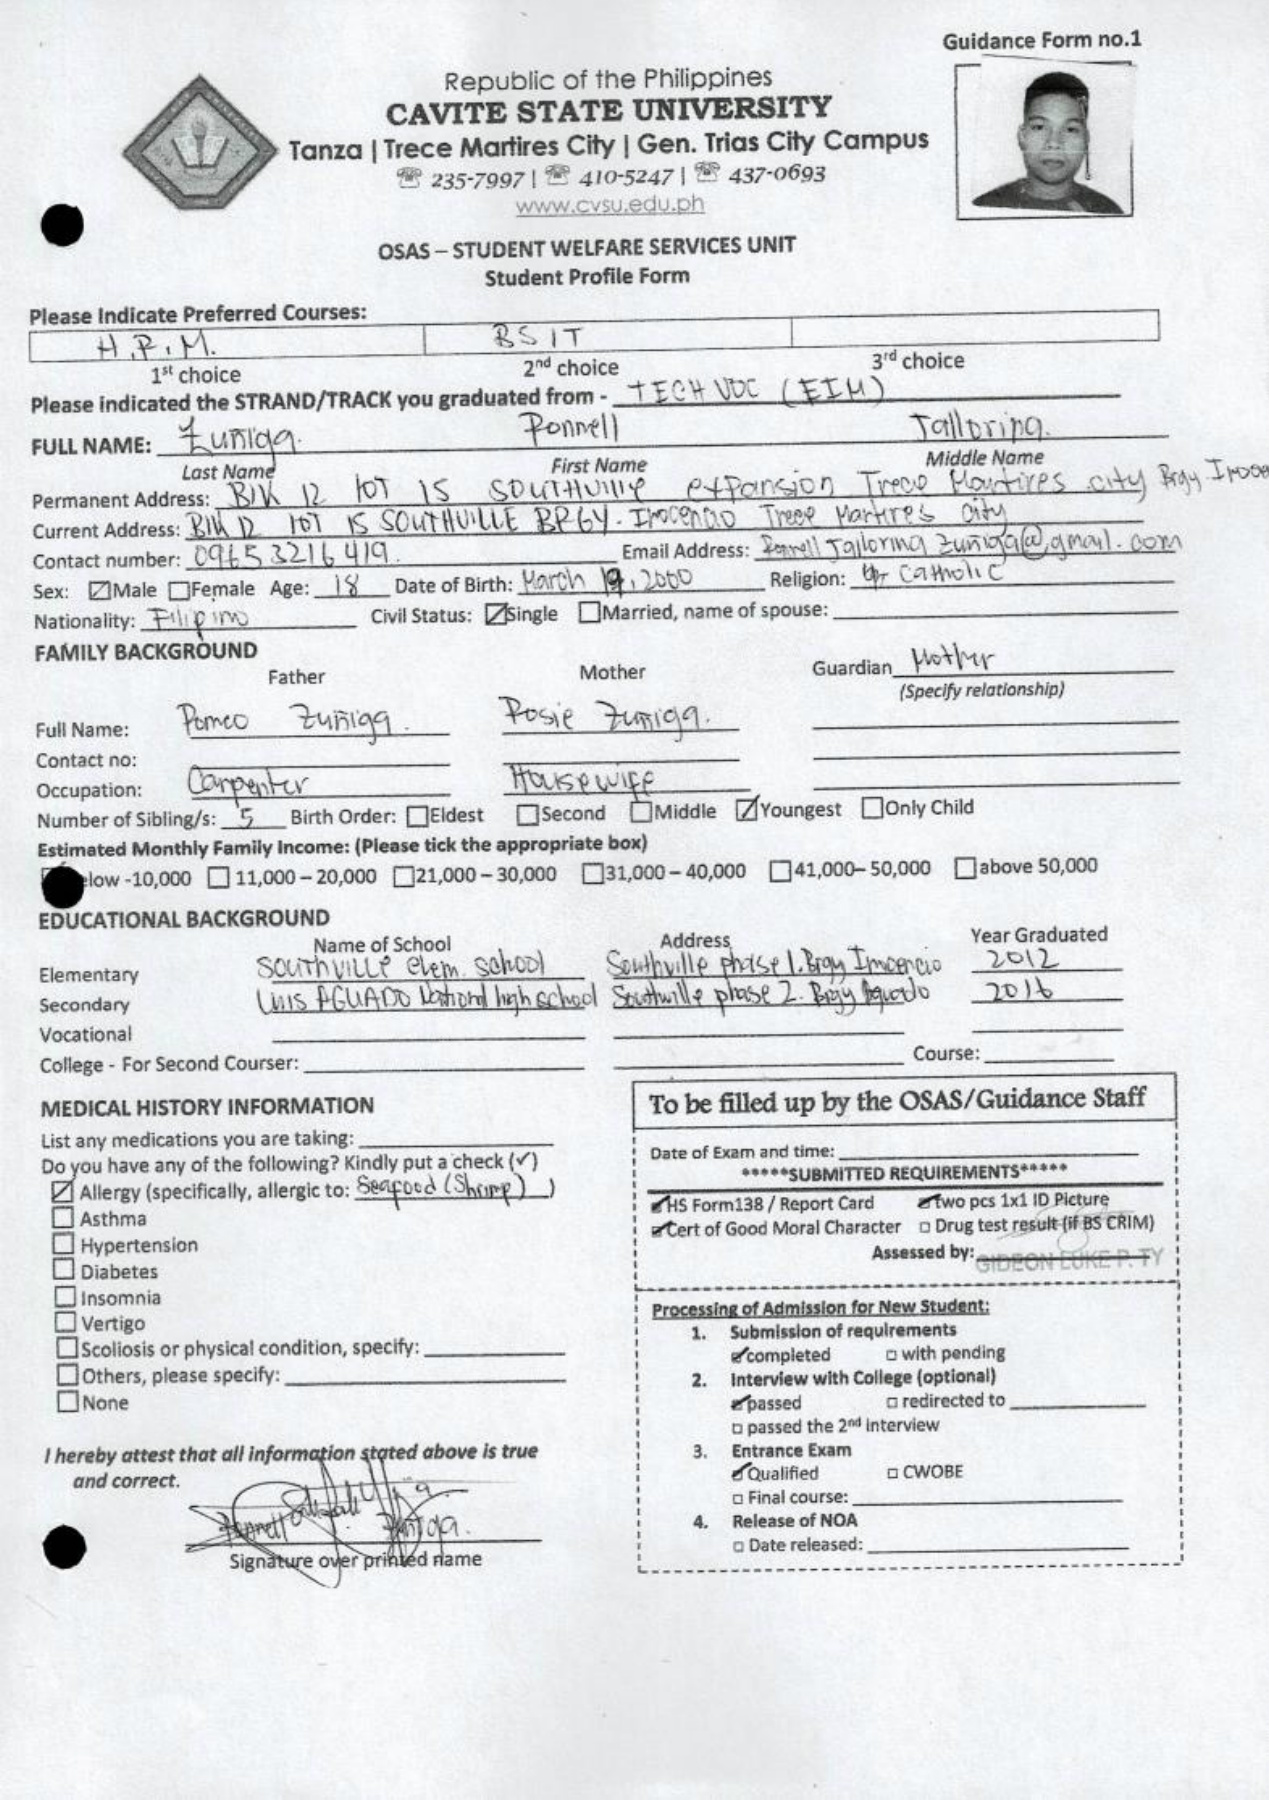 Guidance Form no.1
Republic of the Philippines
CAVITE STATE UNIVERSITY
Tanza | Trece Martires City | Gen. Trias City Campus
☏ 235-7997 | ☏ 410-5247 | ☏ 437-0693
www.cvsu.edu.ph
OSAS – STUDENT WELFARE SERVICES UNIT
Student Profile Form
Please Indicate Preferred Courses:
H.R.M. BSIT
1st choice 2nd choice 3rd choice
Please indicated the STRAND/TRACK you graduated from - TECH VOC (EIM)
FULL NAME: Zuñiga. Ronnell Talloring.
Last Name First Name Middle Name
Permanent Address: Blk 12 lot 15 SOUTHVILLE expansion Trece Martires city Brgy
Current Address: Blk 12 lot 15 SOUTHVILLE BRGY. Inocencio Trece Martires city
Contact number: 09653216419. Email Address: Ronnell Talloring Zuñiga@gmail.com
Sex: ☑Male ☐Female Age: 18 Date of Birth: March 19, 2000 Religion: Catholic
Nationality: Filipino Civil Status: ☑Single ☐Married, name of spouse:
FAMILY BACKGROUND
Father Mother Guardian Mother
(Specify relationship)
Full Name: Romeo Zuñiga. Rosie Zuñiga.
Contact no:
Occupation: Carpenter Housewife
Number of Sibling/s: 5 Birth Order: ☐Eldest ☐Second ☐Middle ☑Youngest ☐Only Child
Estimated Monthly Family Income: (Please tick the appropriate box)
elow -10,000 ☐ 11,000 – 20,000 ☐21,000 – 30,000 ☐31,000 – 40,000 ☐41,000– 50,000 ☐above 50,000
EDUCATIONAL BACKGROUND
Name of School Address Year Graduated
Elementary SOUTHVILLE elem. school Southville phase 1. Brgy Inocencio 2012
Secondary LUIS AGUADO National high school Southville phase 2. Brgy Aguado 2016
Vocational
College - For Second Courser: Course:
MEDICAL HISTORY INFORMATION
List any medications you are taking:
Do you have any of the following? Kindly put a check (✓)
☑ Allergy (specifically, allergic to: Seafood (Shrimp) )
☐ Asthma
☐ Hypertension
☐ Diabetes
☐ Insomnia
☐ Vertigo
☐ Scoliosis or physical condition, specify:
☐ Others, please specify:
☐ None
I hereby attest that all information stated above is true
and correct.
Ronnell Zuñiga.
Signature over printed name
To be filled up by the OSAS/Guidance Staff
Date of Exam and time:
*****SUBMITTED REQUIREMENTS*****
☑HS Form138 / Report Card ☑Two pcs 1x1 ID Picture
☑Cert of Good Moral Character ☐ Drug test result (if BS CRIM)
Assessed by: GIDEON LUKE P. TY
Processing of Admission for New Student:
1. Submission of requirements
☑completed ☐ with pending
2. Interview with College (optional)
☑passed ☐ redirected to
☐ passed the 2nd interview
3. Entrance Exam
☑Qualified ☐ CWOBE
☐ Final course:
4. Release of NOA
☐ Date released: